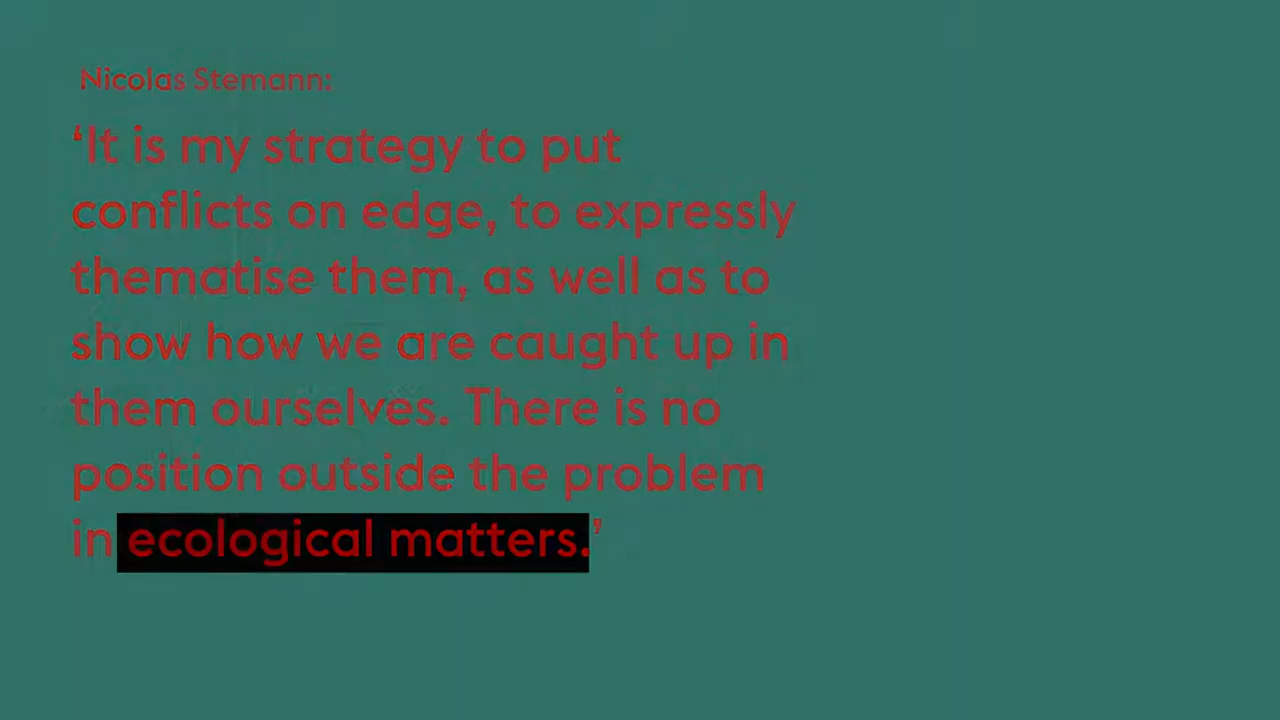 Nicolas Stemann:
‘It is my strategy to put
conflicts on edge, to expressly
thematise them, as well as to
show how we are caught up in
them ourselves. There is no
position outside the problem
in ecological matters.’